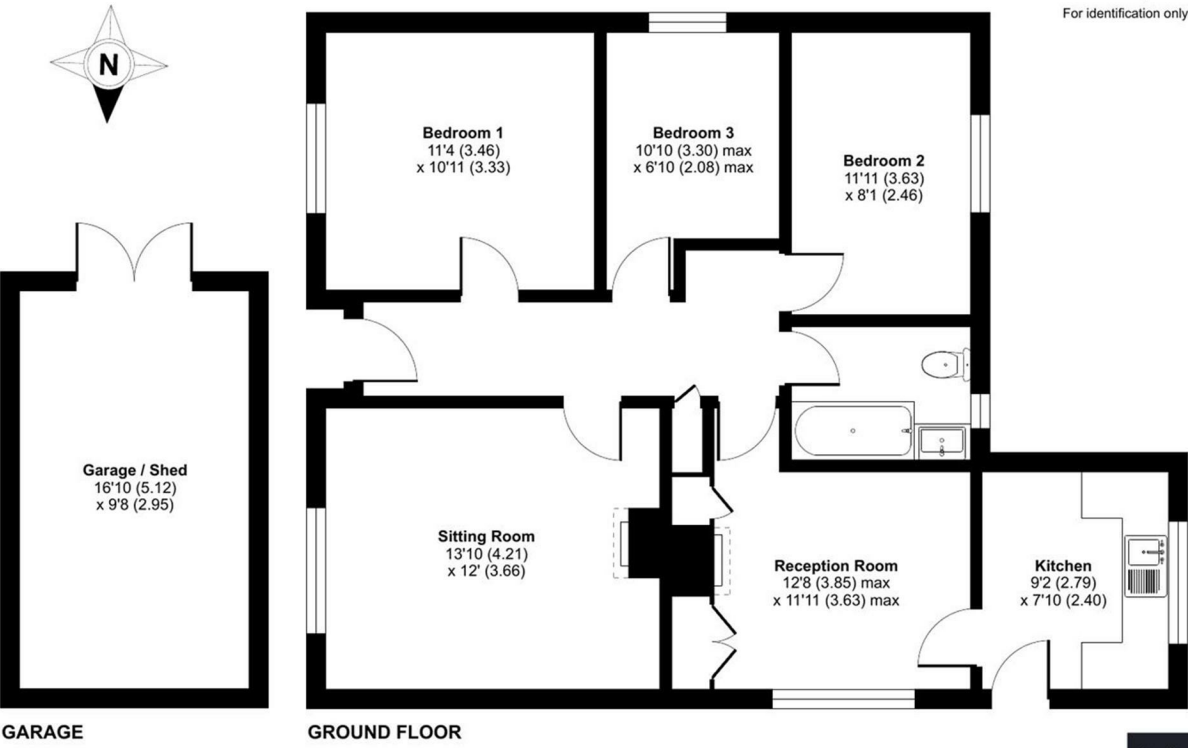 For identification only
N
Bedroom 1
11'4 (3.46)
x 10'11 (3.33)
Bedroom 3
10'10 (3.30) max
x 6'10 (2.08) max
Bedroom 2
11'11 (3.63)
x 8'1 (2.46)
Garage / Shed
16'10 (5.12)
x 9'8 (2.95)
Sitting Room
13'10 (4.21)
x 12' (3.66)
Reception Room
12'8 (3.85) max
x 11'11 (3.63) max
Kitchen
9'2 (2.79)
x 7'10 (2.40)
GARAGE
GROUND FLOOR